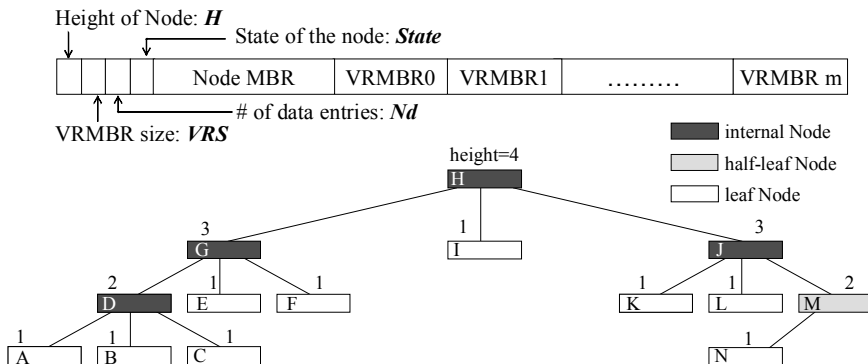 Height of Node: H
State of the node: State
Node MBR VRMBR0 VRMBR1 ……… VRMBR m
# of data entries: Nd
VRMBR size: VRS
height=4
internal Node
half-leaf Node
leaf Node
H
3 1 3
G I J
2 1 1 1 1 2
D E F K L M
1 1 1 1
A B C N